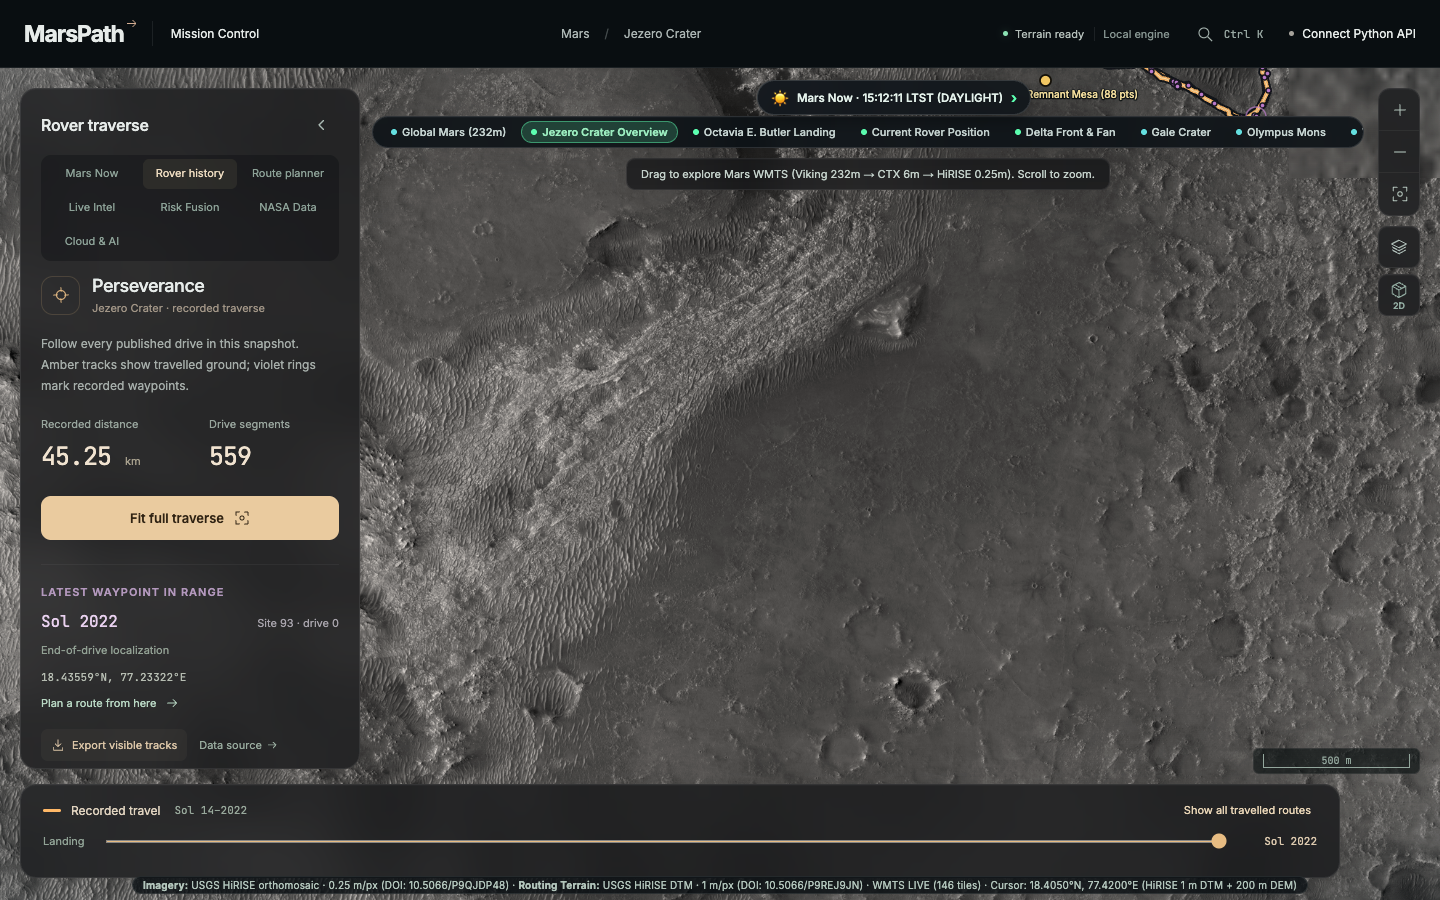 MarsPath
Mission Control
Mars / Jezero Crater
Terrain ready
Local engine
Ctrl K
Connect Python API
Mars Now · 15:12:11 LTST (DAYLIGHT) ›
Remnant Mesa (88 pts)
Global Mars (232m)
Jezero Crater Overview
Octavia E. Butler Landing
Current Rover Position
Delta Front & Fan
Gale Crater
Olympus Mons
Drag to explore Mars WMTS (Viking 232m → CTX 6m → HiRISE 0.25m). Scroll to zoom.
2D
Rover traverse
Mars Now
Rover history
Route planner
Live Intel
Risk Fusion
NASA Data
Cloud & AI
Perseverance
Jezero Crater · recorded traverse
Follow every published drive in this snapshot.
Amber tracks show travelled ground; violet rings
mark recorded waypoints.
Recorded distance
Drive segments
45.25 km
559
Fit full traverse
LATEST WAYPOINT IN RANGE
Sol 2022
Site 93 · drive 0
End-of-drive localization
18.43559°N, 77.23322°E
Plan a route from here →
Export visible tracks
Data source →
500 m
Recorded travel
Sol 14–2022
Show all travelled routes
Landing
Sol 2022
Imagery: USGS HiRISE orthomosaic · 0.25 m/px (DOI: 10.5066/P9QJDP48) · Routing Terrain: USGS HiRISE DTM · 1 m/px (DOI: 10.5066/P9REJ9JN) · WMTS LIVE (146 tiles) · Cursor: 18.4050°N, 77.4200°E (HiRISE 1 m DTM + 200 m DEM)